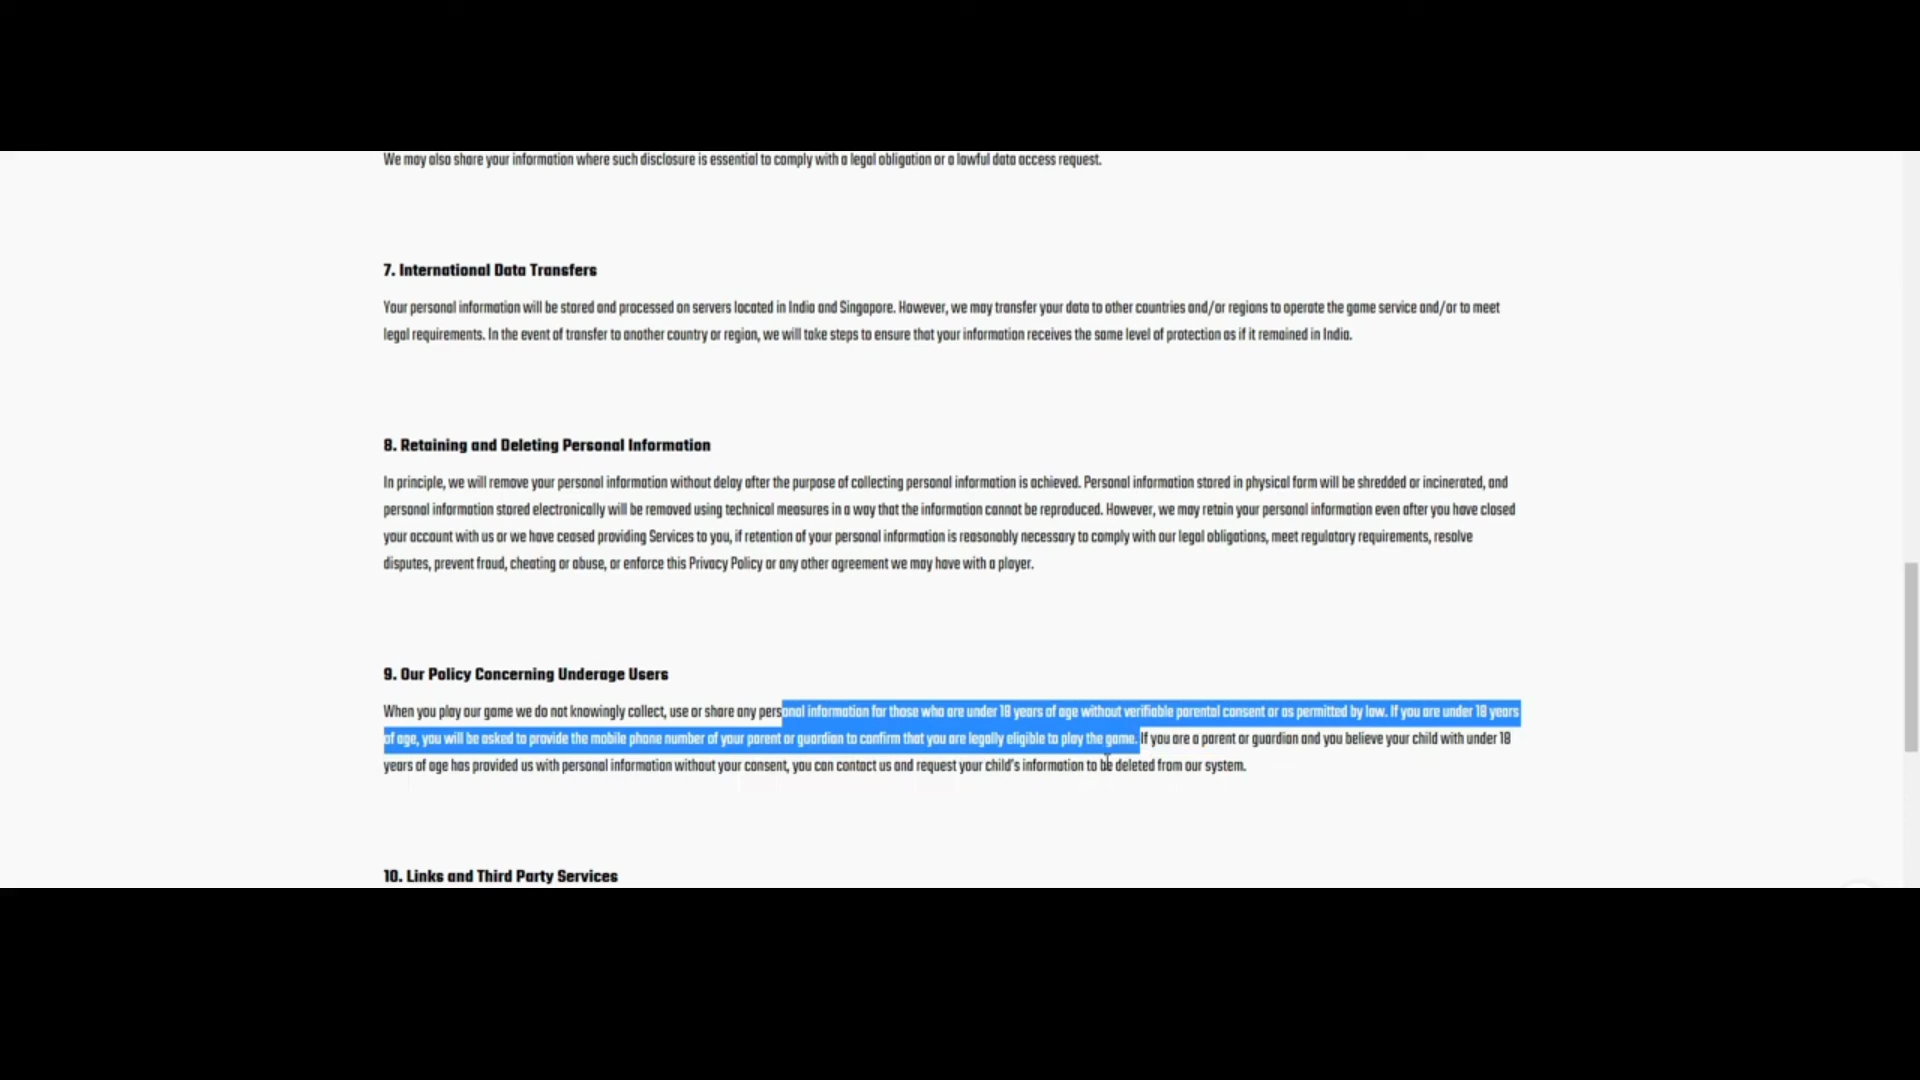 We may also share your information where such disclosure is essential to comply with a legal obligation or a lawful data access request.
7. International Data Transfers
Your personal information will be stored and processed on servers located in India and Singapore. However, we may transfer your data to other countries and/or regions to operate the game service and/or to meet
legal requirements. In the event of transfer to another country or region, we will take steps to ensure that your information receives the same level of protection as if it remained in India.
8. Retaining and Deleting Personal Information
In principle, we will remove your personal information without delay after the purpose of collecting personal information is achieved. Personal information stored in physical form will be shredded or incinerated, and
personal information stored electronically will be removed using technical measures in a way that the information cannot be reproduced. However, we may retain your personal information even after you have closed
your account with us or we have ceased providing Services to you, if retention of your personal information is reasonably necessary to comply with our legal obligations, meet regulatory requirements, resolve
disputes, prevent fraud, cheating or abuse, or enforce this Privacy Policy or any other agreement we may have with a player.
9. Our Policy Concerning Underage Users
When you play our game we do not knowingly collect, use or share any personal information for those who are under 18 years of age without verifiable parental consent or as permitted by law. If you are under 18 years
of age, you will be asked to provide the mobile phone number of your parent or guardian to confirm that you are legally eligible to play the game. If you are a parent or guardian and you believe your child with under 18
years of age has provided us with personal information without your consent, you can contact us and request your child's information to be deleted from our system.
10. Links and Third Party Services